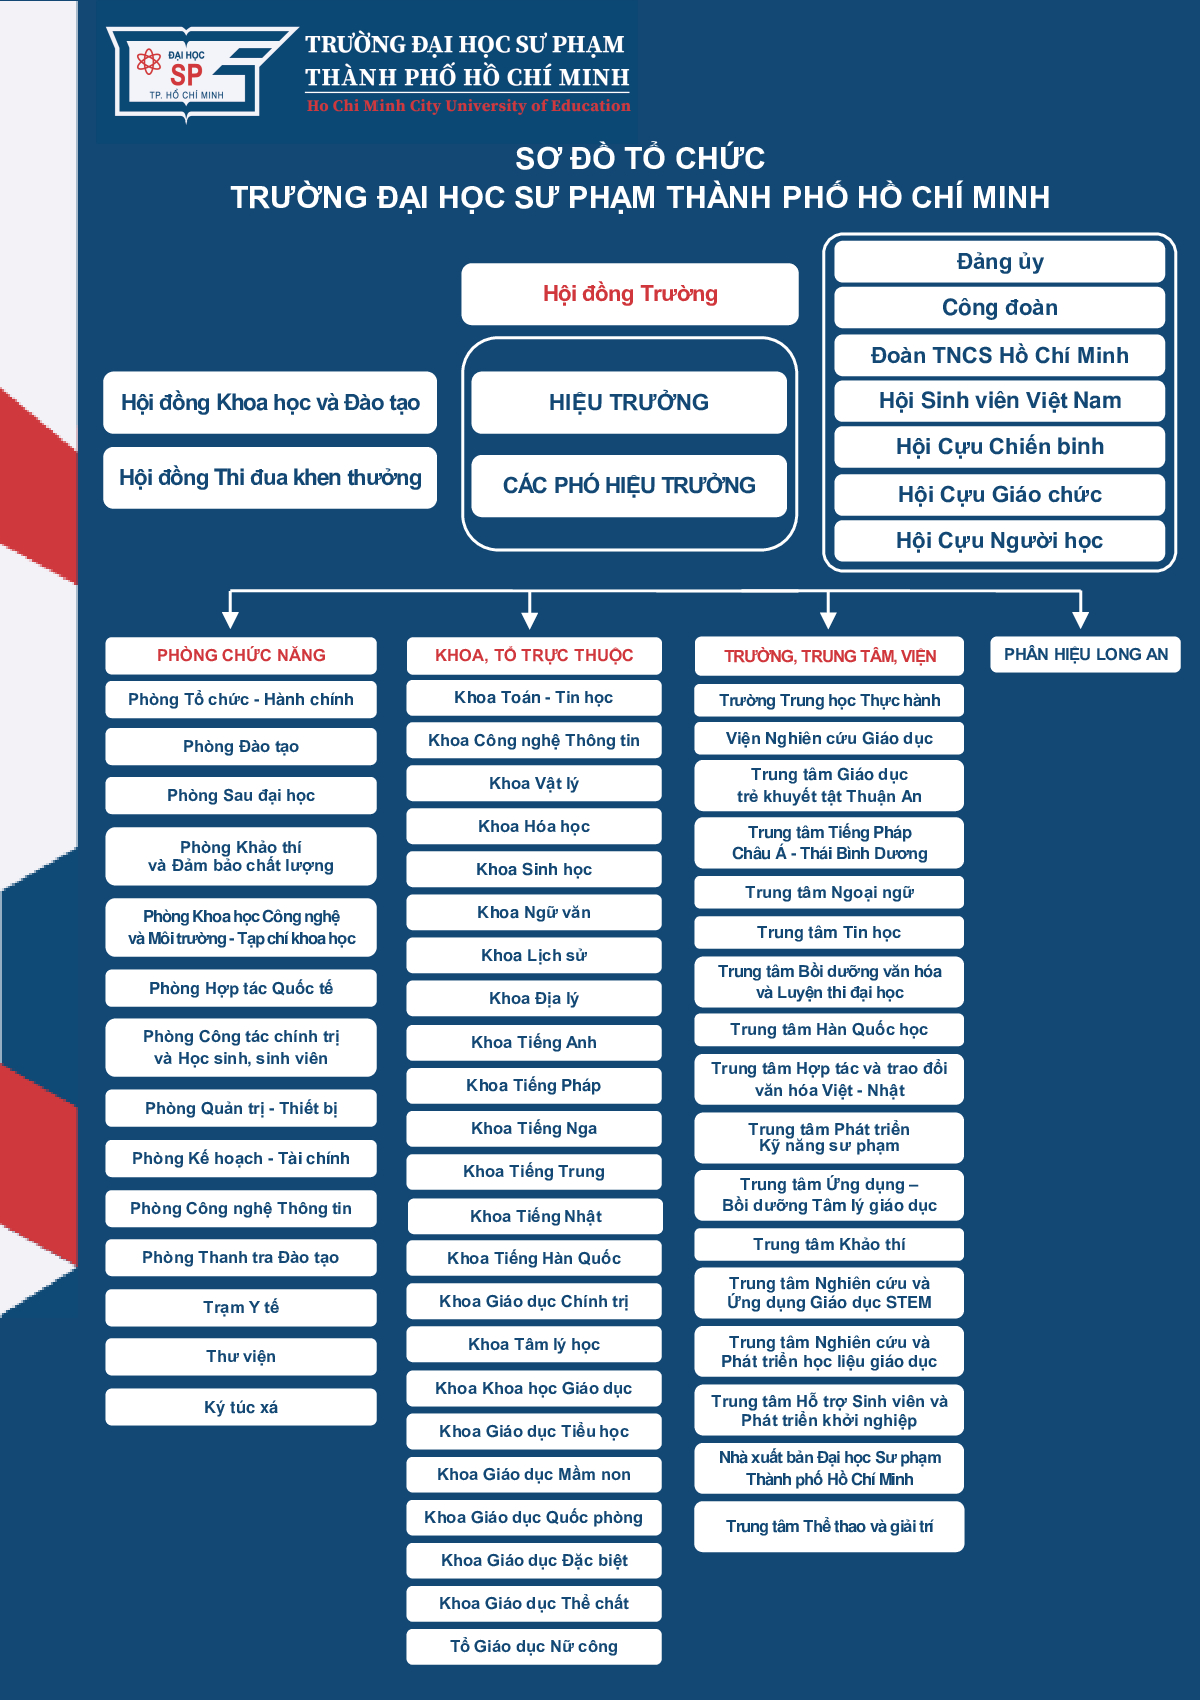 ĐẠI HỌC
SP
TP. HỒ CHÍ MINH
TRƯỜNG ĐẠI HỌC SƯ PHẠM
THÀNH PHỐ HỒ CHÍ MINH
Ho Chi Minh City University of Education
SƠ ĐỒ TỔ CHỨC
TRƯỜNG ĐẠI HỌC SƯ PHẠM THÀNH PHỐ HỒ CHÍ MINH
Hội đồng Trường
Hội đồng Khoa học và Đào tạo
Hội đồng Thi đua khen thưởng
HIỆU TRƯỞNG
CÁC PHÓ HIỆU TRƯỞNG
Đảng ủy
Công đoàn
Đoàn TNCS Hồ Chí Minh
Hội Sinh viên Việt Nam
Hội Cựu Chiến binh
Hội Cựu Giáo chức
Hội Cựu Người học
PHÒNG CHỨC NĂNG
Phòng Tổ chức - Hành chính
Phòng Đào tạo
Phòng Sau đại học
Phòng Khảo thí
và Đảm bảo chất lượng
Phòng Khoa học Công nghệ
và Môi trường - Tạp chí khoa học
Phòng Hợp tác Quốc tế
Phòng Công tác chính trị
và Học sinh, sinh viên
Phòng Quản trị - Thiết bị
Phòng Kế hoạch - Tài chính
Phòng Công nghệ Thông tin
Phòng Thanh tra Đào tạo
Trạm Y tế
Thư viện
Ký túc xá
KHOA, TỔ TRỰC THUỘC
Khoa Toán - Tin học
Khoa Công nghệ Thông tin
Khoa Vật lý
Khoa Hóa học
Khoa Sinh học
Khoa Ngữ văn
Khoa Lịch sử
Khoa Địa lý
Khoa Tiếng Anh
Khoa Tiếng Pháp
Khoa Tiếng Nga
Khoa Tiếng Trung
Khoa Tiếng Nhật
Khoa Tiếng Hàn Quốc
Khoa Giáo dục Chính trị
Khoa Tâm lý học
Khoa Khoa học Giáo dục
Khoa Giáo dục Tiểu học
Khoa Giáo dục Mầm non
Khoa Giáo dục Quốc phòng
Khoa Giáo dục Đặc biệt
Khoa Giáo dục Thể chất
Tổ Giáo dục Nữ công
TRƯỜNG, TRUNG TÂM, VIỆN
Trường Trung học Thực hành
Viện Nghiên cứu Giáo dục
Trung tâm Giáo dục
trẻ khuyết tật Thuận An
Trung tâm Tiếng Pháp
Châu Á - Thái Bình Dương
Trung tâm Ngoại ngữ
Trung tâm Tin học
Trung tâm Bồi dưỡng văn hóa
và Luyện thi đại học
Trung tâm Hàn Quốc học
Trung tâm Hợp tác và trao đổi
văn hóa Việt - Nhật
Trung tâm Phát triển
Kỹ năng sư phạm
Trung tâm Ứng dụng –
Bồi dưỡng Tâm lý giáo dục
Trung tâm Khảo thí
Trung tâm Nghiên cứu và
Ứng dụng Giáo dục STEM
Trung tâm Nghiên cứu và
Phát triển học liệu giáo dục
Trung tâm Hỗ trợ Sinh viên và
Phát triển khởi nghiệp
Nhà xuất bản Đại học Sư phạm
Thành phố Hồ Chí Minh
Trung tâm Thể thao và giải trí
PHÂN HIỆU LONG AN